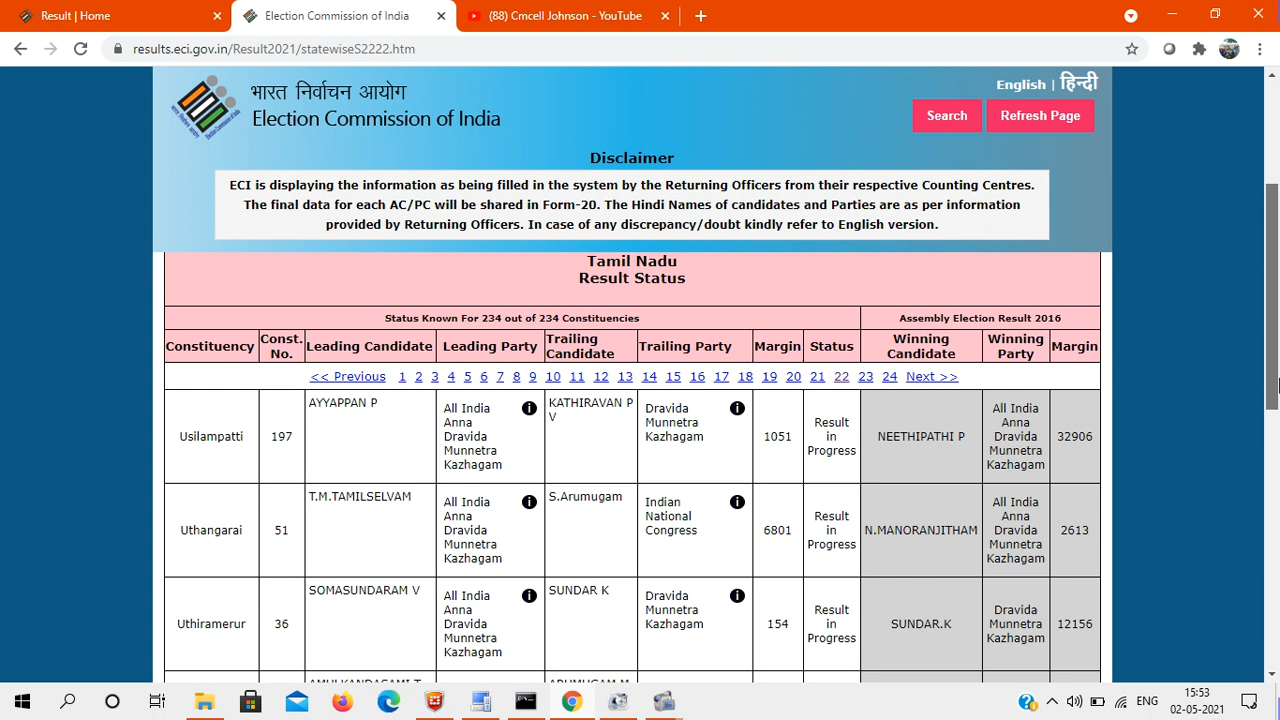 Result | Home
Election Commission of India
(88) Cmcell Johnson - YouTube
results.eci.gov.in/Result2021/statewiseS2222.htm
भारत निर्वाचन आयोग
Election Commission of India
English | हिन्दी
Search Refresh Page
Disclaimer
ECI is displaying the information as being filled in the system by the Returning Officers from their respective Counting Centres.
The final data for each AC/PC will be shared in Form-20. The Hindi Names of candidates and Parties are as per information
provided by Returning Officers. In case of any discrepancy/doubt kindly refer to English version.
Tamil Nadu
Result Status
Status Known For 234 out of 234 Constituencies Assembly Election Result 2016
Constituency Const. No. Leading Candidate Leading Party Trailing Candidate Trailing Party Margin Status Winning Candidate Winning Party Margin
<< Previous 1 2 3 4 5 6 7 8 9 10 11 12 13 14 15 16 17 18 19 20 21 22 23 24 Next >>
Usilampatti 197 AYYAPPAN P All India Anna Dravida Munnetra Kazhagam KATHIRAVAN P V Dravida Munnetra Kazhagam 1051 Result in Progress NEETHIPATHI P All India Anna Dravida Munnetra Kazhagam 32906
Uthangarai 51 T.M.TAMILSELVAM All India Anna Dravida Munnetra Kazhagam S.Arumugam Indian National Congress 6801 Result in Progress N.MANORANJITHAM All India Anna Dravida Munnetra Kazhagam 2613
Uthiramerur 36 SOMASUNDARAM V All India Anna Dravida Munnetra Kazhagam SUNDAR K Dravida Munnetra Kazhagam 154 Result in Progress SUNDAR.K Dravida Munnetra Kazhagam 12156
ENG
15:53
02-05-2021